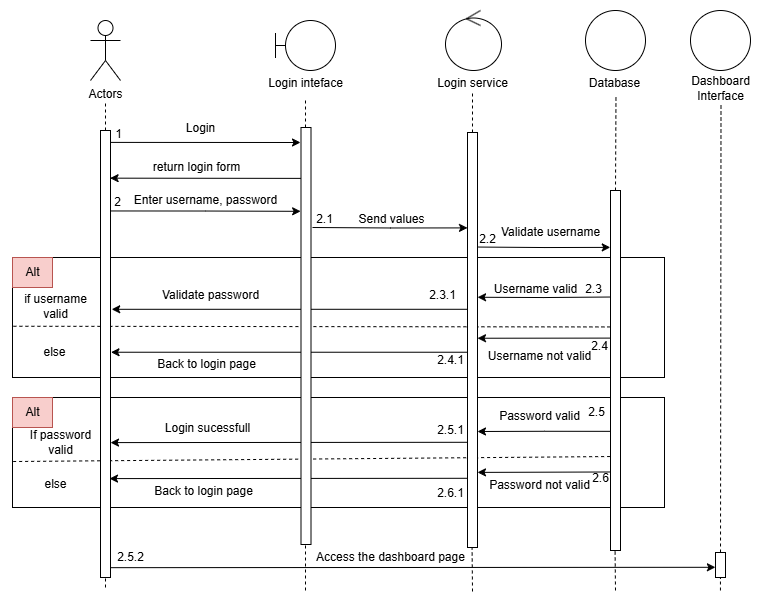 Actors
Login inteface
Login service
Database
Dashboard
Interface
1
Login
return login form
2
Enter username, password
2.1
Send values
2.2
Validate username
Alt
if username
valid
Validate password
2.3.1
Username valid
2.3
else
Back to login page
2.4.1
Username not valid
2.4
Alt
If password
valid
Login sucessfull
2.5.1
Password valid
2.5
else
Back to login page
2.6.1
Password not valid
2.6
2.5.2
Access the dashboard page